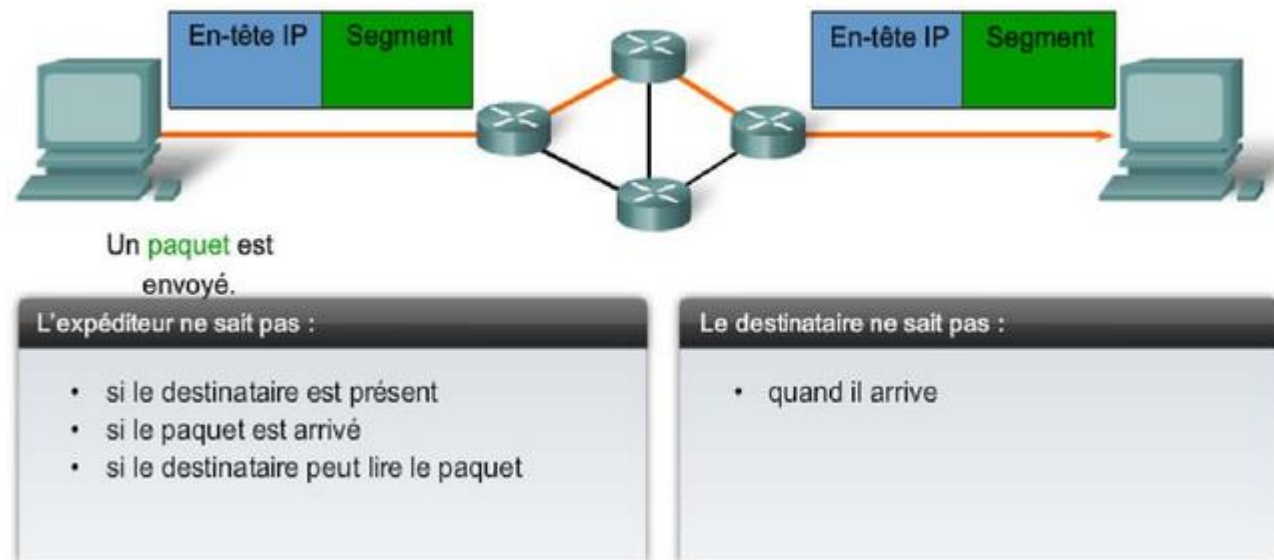 En-tête IP Segment
En-tête IP Segment
Un paquet est
envoyé.
L'expéditeur ne sait pas :
• si le destinataire est présent
• si le paquet est arrivé
• si le destinataire peut lire le paquet
Le destinataire ne sait pas :
• quand il arrive